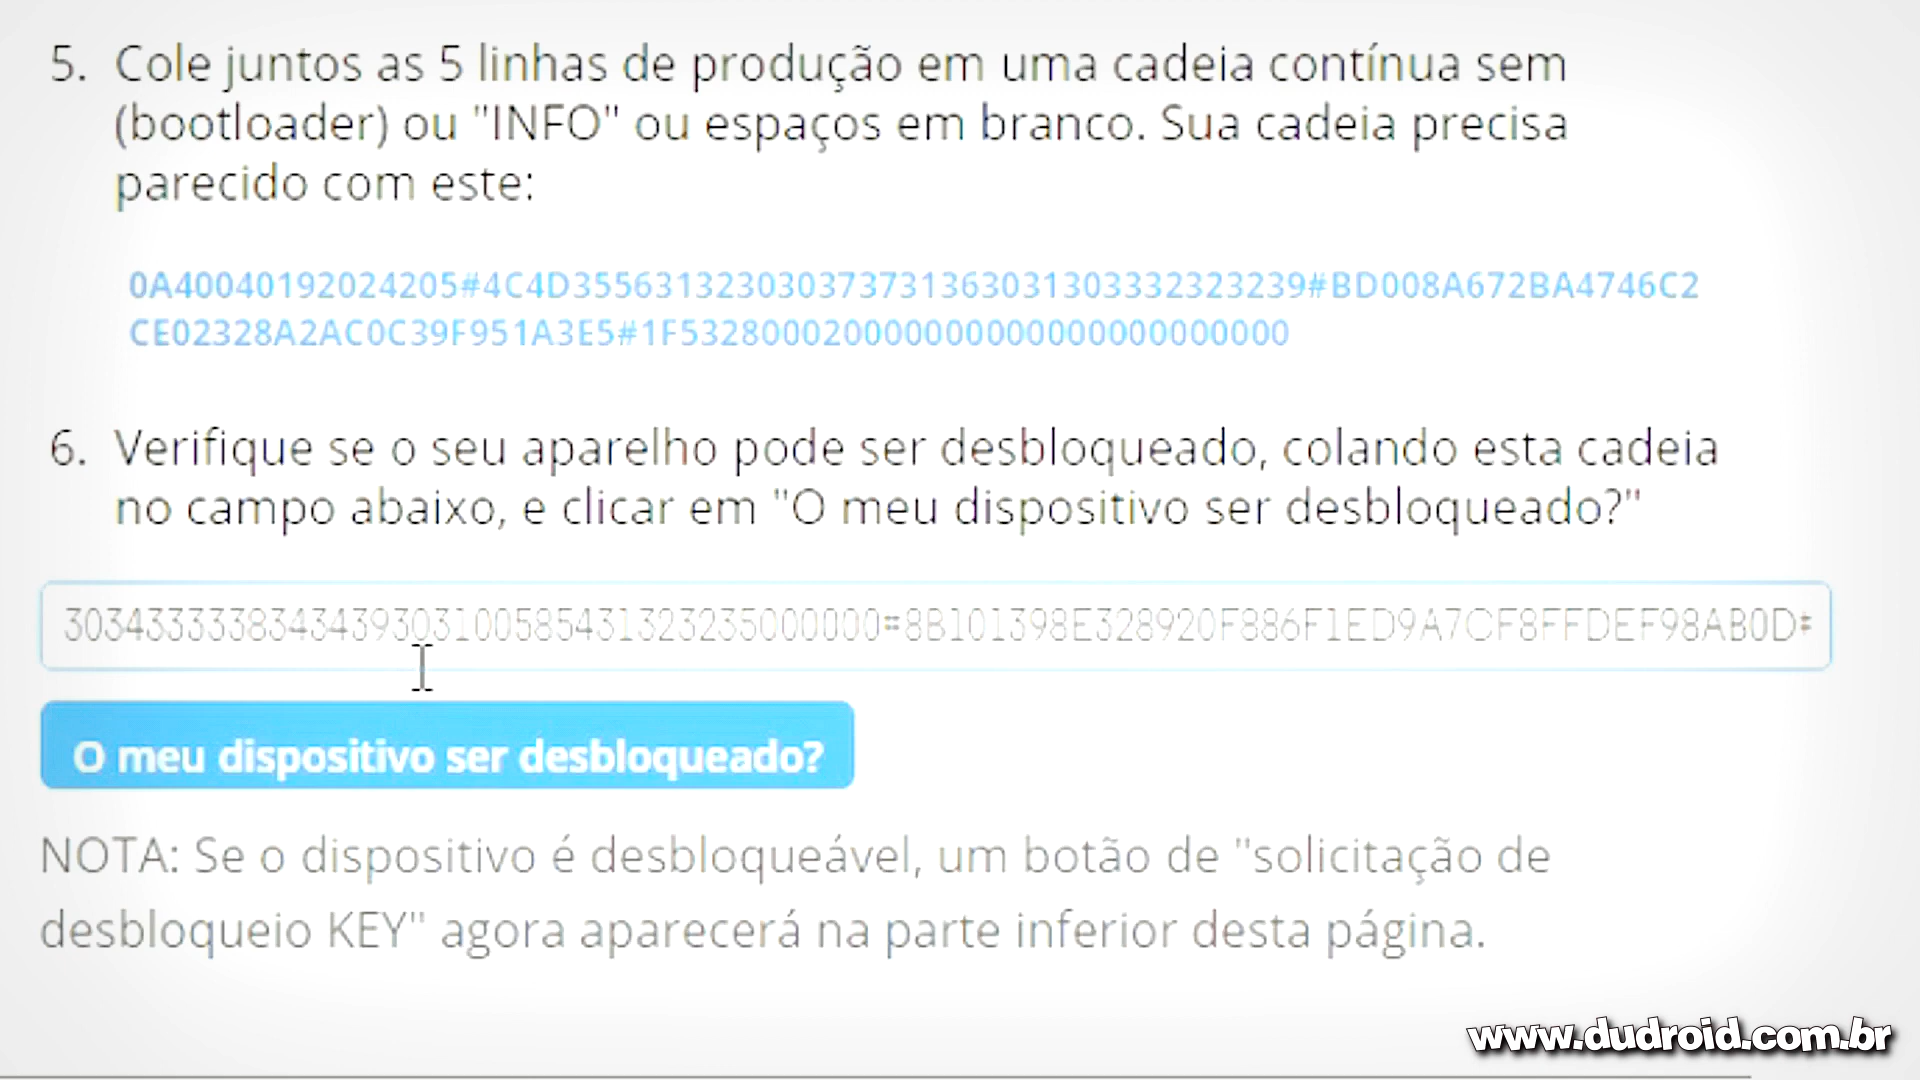 5. Cole juntos as 5 linhas de produção em uma cadeia contínua sem
(bootloader) ou "INFO" ou espaços em branco. Sua cadeia precisa
parecido com este:
0A40040192024205#4C4D3556313230303737313630313033323239#BD008A672BA4746C2
CE02328A2AC0C39F951A3E5#1F532800020000000000000000000000
6. Verifique se o seu aparelho pode ser desbloqueado, colando esta cadeia
no campo abaixo, e clicar em "O meu dispositivo ser desbloqueado?"
O meu dispositivo ser desbloqueado?
NOTA: Se o dispositivo é desbloqueável, um botão de "solicitação de
desbloqueio KEY" agora aparecerá na parte inferior desta página.
www.dudroid.com.br